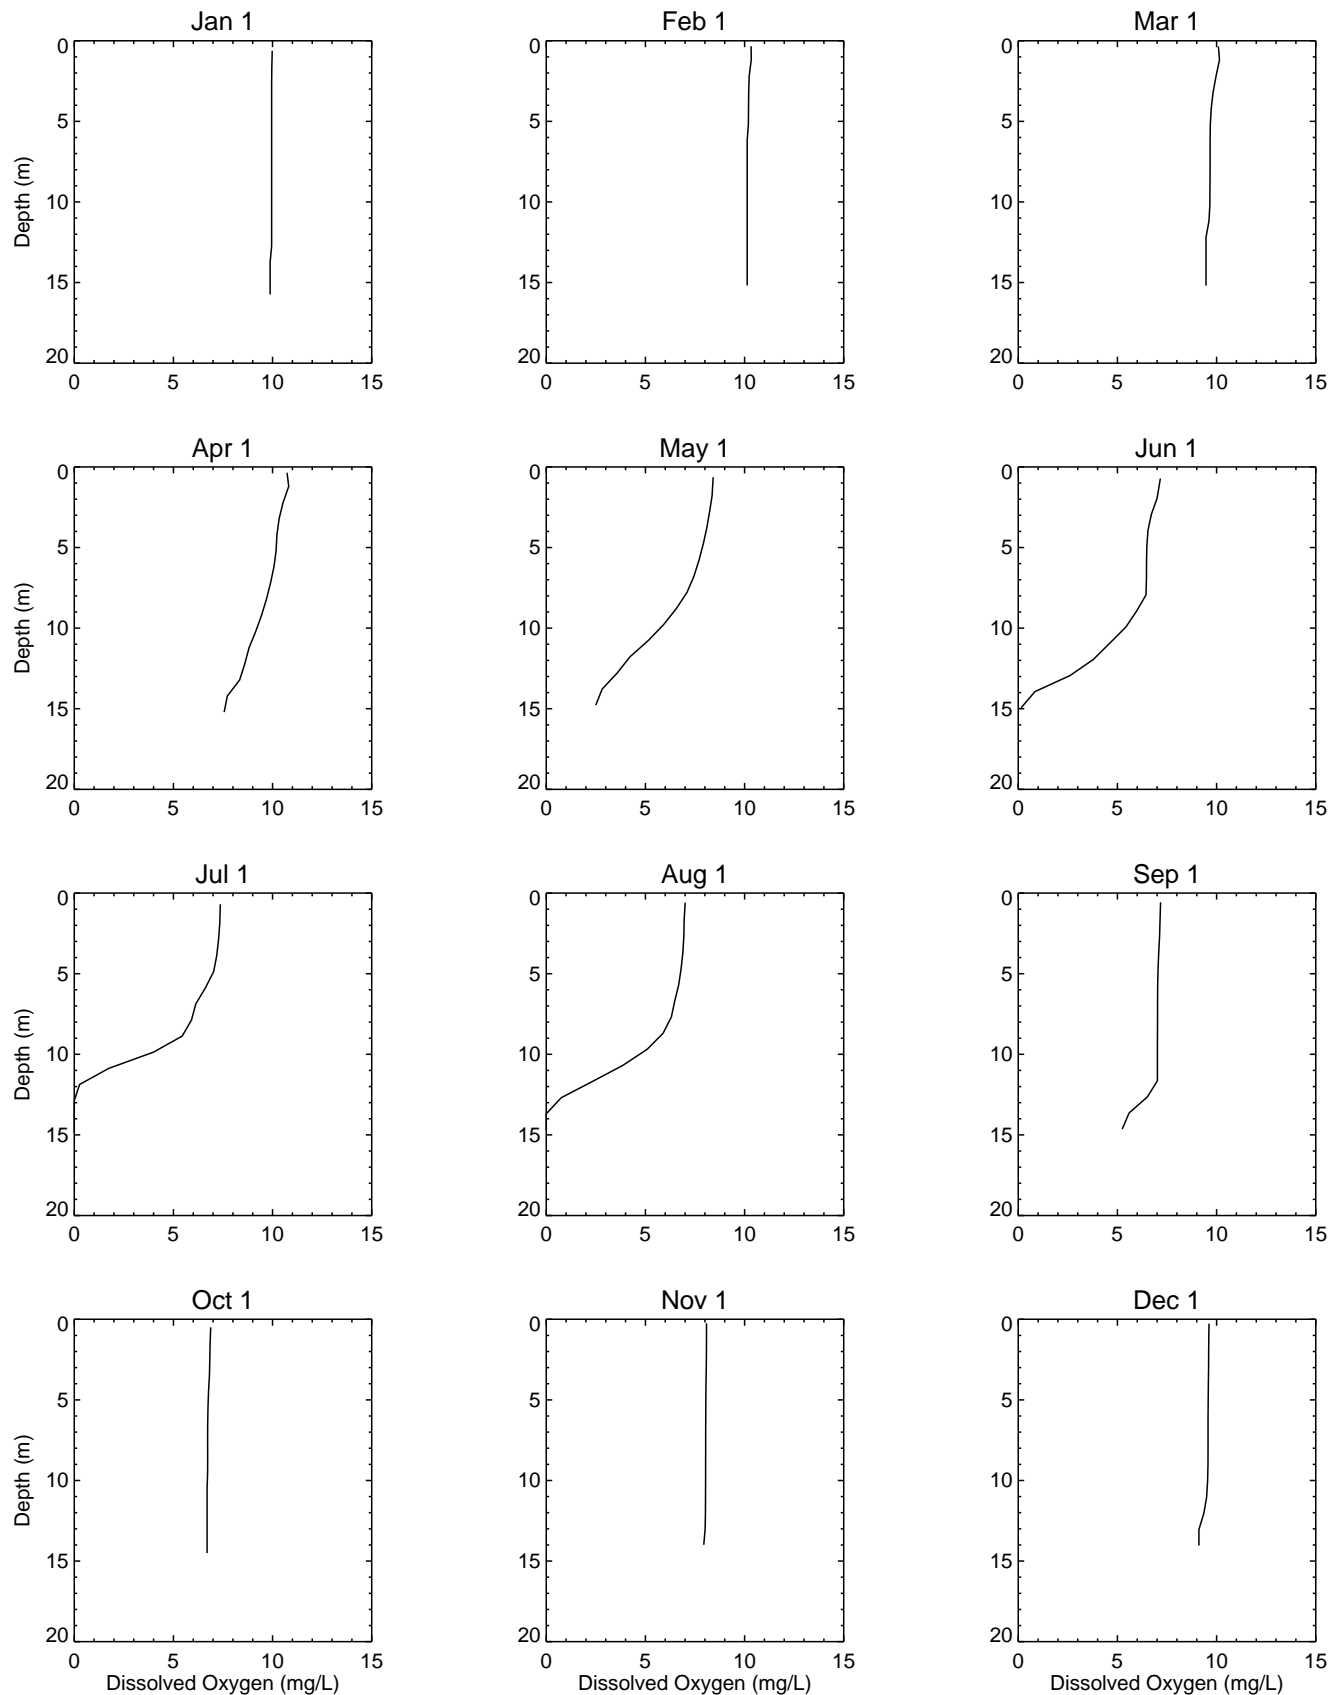 Jan 1 Feb 1 Mar 1
0 0 0
5 5 5
Depth (m)
10 10 10
15 15 15
20 20 20
0 5 10 15 0 5 10 15 0 5 10 15
Apr 1 May 1 Jun 1
0 0 0
5 5 5
Depth (m)
10 10 10
15 15 15
20 20 20
0 5 10 15 0 5 10 15 0 5 10 15
Jul 1 Aug 1 Sep 1
0 0 0
5 5 5
Depth (m)
10 10 10
15 15 15
20 20 20
0 5 10 15 0 5 10 15 0 5 10 15
Oct 1 Nov 1 Dec 1
0 0 0
5 5 5
Depth (m)
10 10 10
15 15 15
20 20 20
0 5 10 15 0 5 10 15 0 5 10 15
Dissolved Oxygen (mg/L) Dissolved Oxygen (mg/L) Dissolved Oxygen (mg/L)